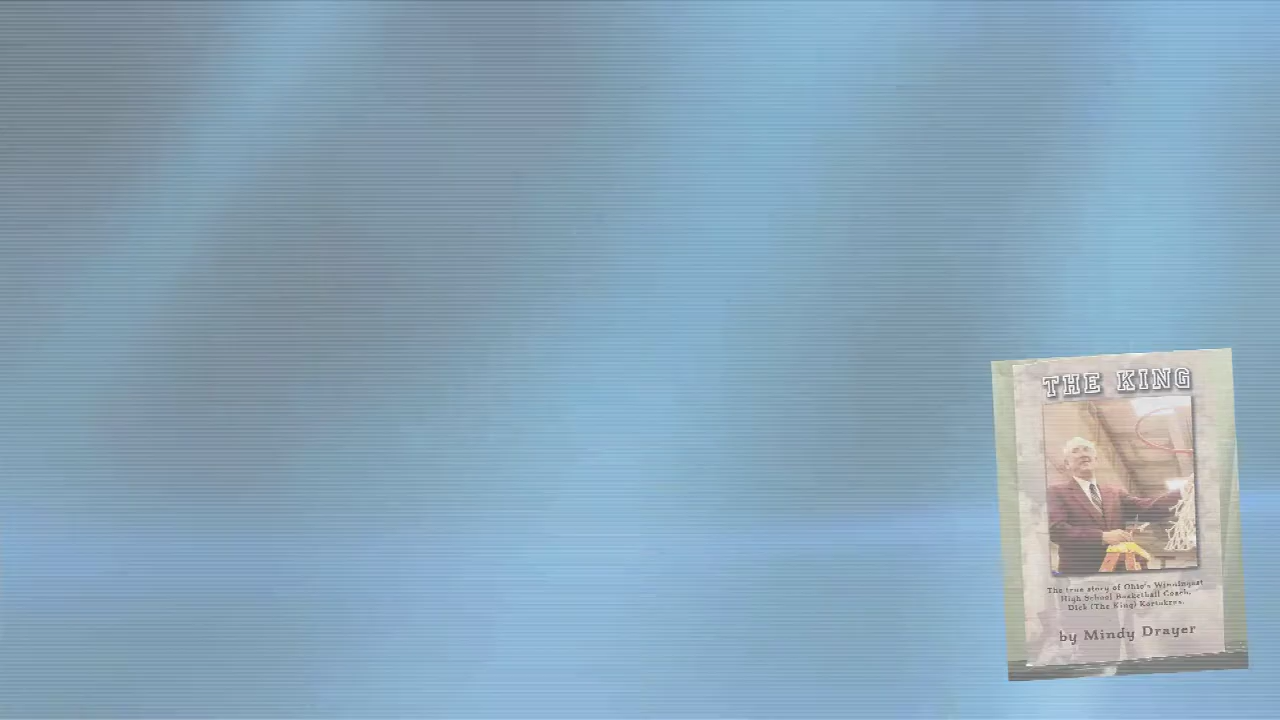 THE KING
The true story of Ohio's Winningest
High School Basketball Coach,
Dick (The King) Kortokrax.
by Mindy Drayer